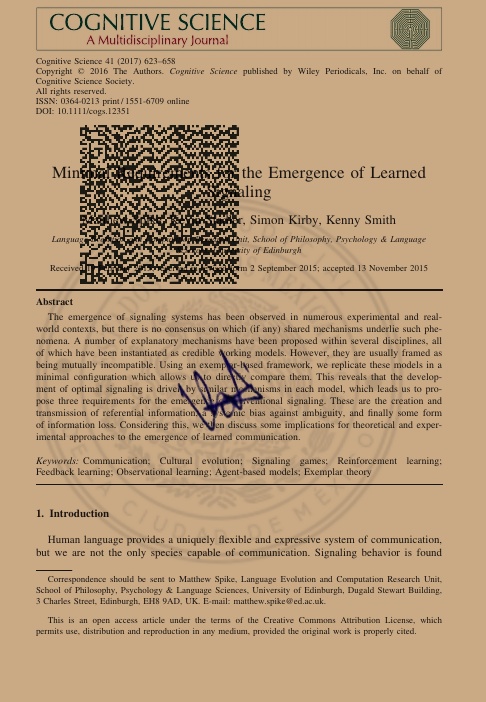 COGNITIVE SCIENCE
A Multidisciplinary Journal
Cognitive Science 41 (2017) 623–658
Copyright © 2016 The Authors. Cognitive Science published by Wiley Periodicals, Inc. on behalf of
Cognitive Science Society.
All rights reserved.
ISSN: 0364-0213 print / 1551-6709 online
DOI: 10.1111/cogs.12351
the Emergence of Learned
Simon Kirby, Kenny Smith
School of Philosophy, Psychology & Language
of Edinburgh
2 September 2015; accepted 13 November 2015
Abstract
The emergence of signaling systems has been observed in numerous experimental and real-
world contexts, but there is no consensus on which (if any) shared mechanisms underlie such phe-
nomena. A number of explanatory mechanisms have been proposed within several disciplines, all
of which have been instantiated as credible working models. However, they are usually framed as
being mutually incompatible. Using an exemplar-based framework, we replicate these models in a
minimal configuration which allows us to directly compare them. This reveals that the develop-
ment of optimal signaling is driven by similar mechanisms in each model, which leads us to pro-
pose three requirements for the emergence of conventional signaling. These are the creation and
transmission of referential information, a systemic bias against ambiguity, and finally some form
of information loss. Considering this, we then discuss some implications for theoretical and exper-
imental approaches to the emergence of learned communication.
Keywords: Communication; Cultural evolution; Signaling games; Reinforcement learning;
Feedback learning; Observational learning; Agent-based models; Exemplar theory
1. Introduction
Human language provides a uniquely flexible and expressive system of communication,
but we are not the only species capable of communication. Signaling behavior is found
Correspondence should be sent to Matthew Spike, Language Evolution and Computation Research Unit,
School of Philosophy, Psychology & Language Sciences, University of Edinburgh, Dugald Stewart Building,
3 Charles Street, Edinburgh, EH8 9AD, UK. E-mail: matthew.spike@ed.ac.uk.
This is an open access article under the terms of the Creative Commons Attribution License, which
permits use, distribution and reproduction in any medium, provided the original work is properly cited.